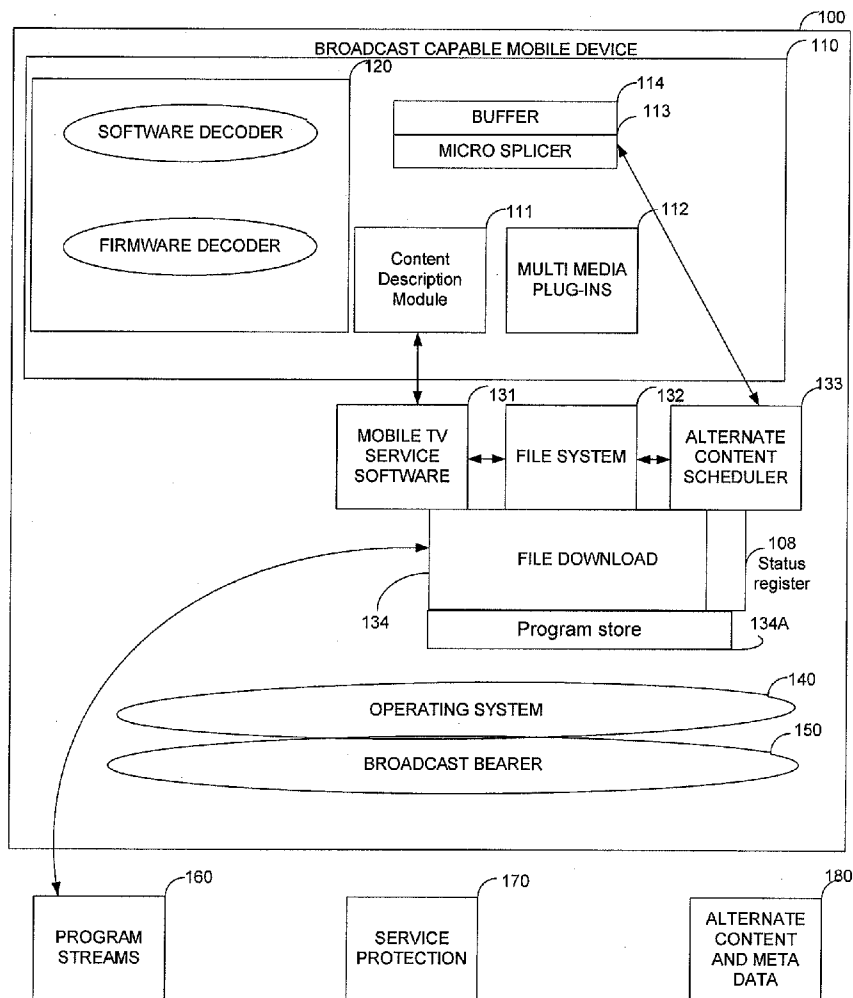 100
BROADCAST CAPABLE MOBILE DEVICE
110
120
SOFTWARE DECODER
FIRMWARE DECODER
114
BUFFER
113
MICRO SPLICER
111
Content
Description
Module
112
MULTI MEDIA
PLUG-INS
131
MOBILE TV
SERVICE
SOFTWARE
132
FILE SYSTEM
133
ALTERNATE
CONTENT
SCHEDULER
FILE DOWNLOAD
108
Status
register
134
Program store
134A
140
OPERATING SYSTEM
150
BROADCAST BEARER
160
PROGRAM
STREAMS
170
SERVICE
PROTECTION
180
ALTERNATE
CONTENT
AND META
DATA